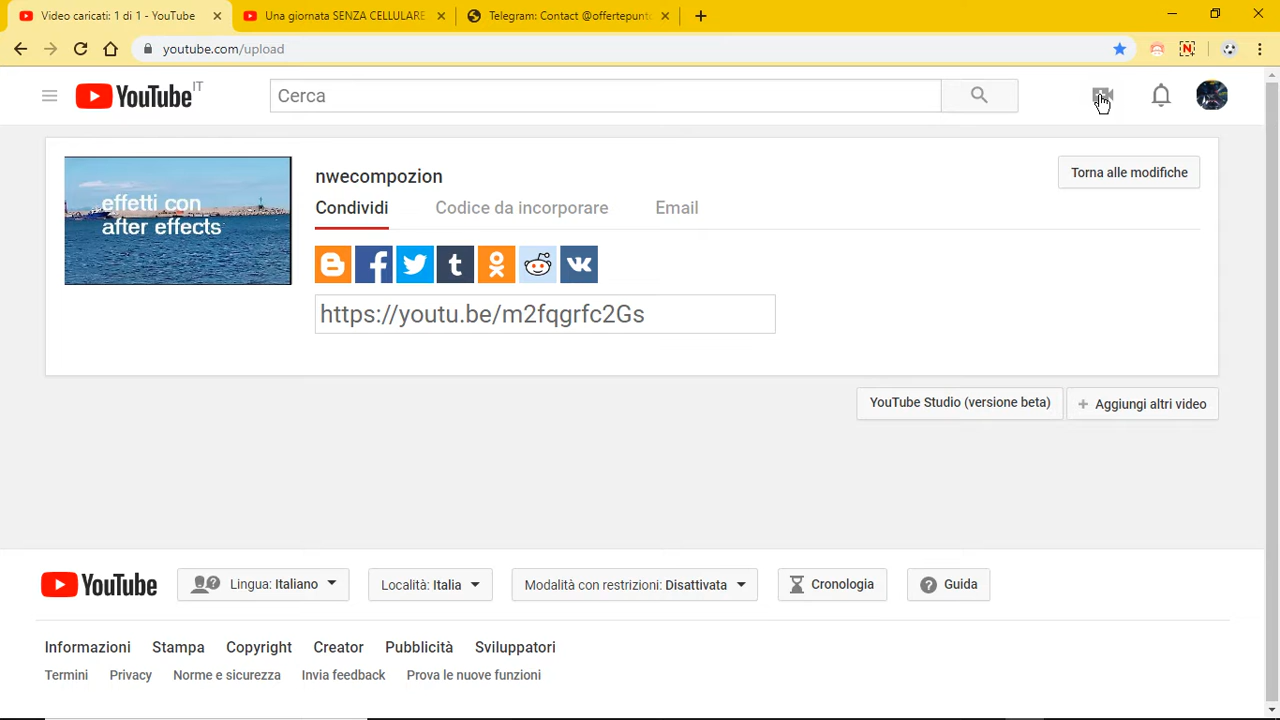 Video caricati: 1 di 1 - YouTube
Una giornata SENZA CELLULARE
Telegram: Contact @offertepunto
youtube.com/upload
YouTube IT
Cerca
nwecompozion
Torna alle modifiche
effetti con
after effects
Condividi
Codice da incorporare
Email
https://youtu.be/m2fqgrfc2Gs
YouTube Studio (versione beta)
+ Aggiungi altri video
YouTube
Lingua: Italiano
Località: Italia
Modalità con restrizioni: Disattivata
Cronologia
Guida
Informazioni
Stampa
Copyright
Creator
Pubblicità
Sviluppatori
Termini
Privacy
Norme e sicurezza
Invia feedback
Prova le nuove funzioni